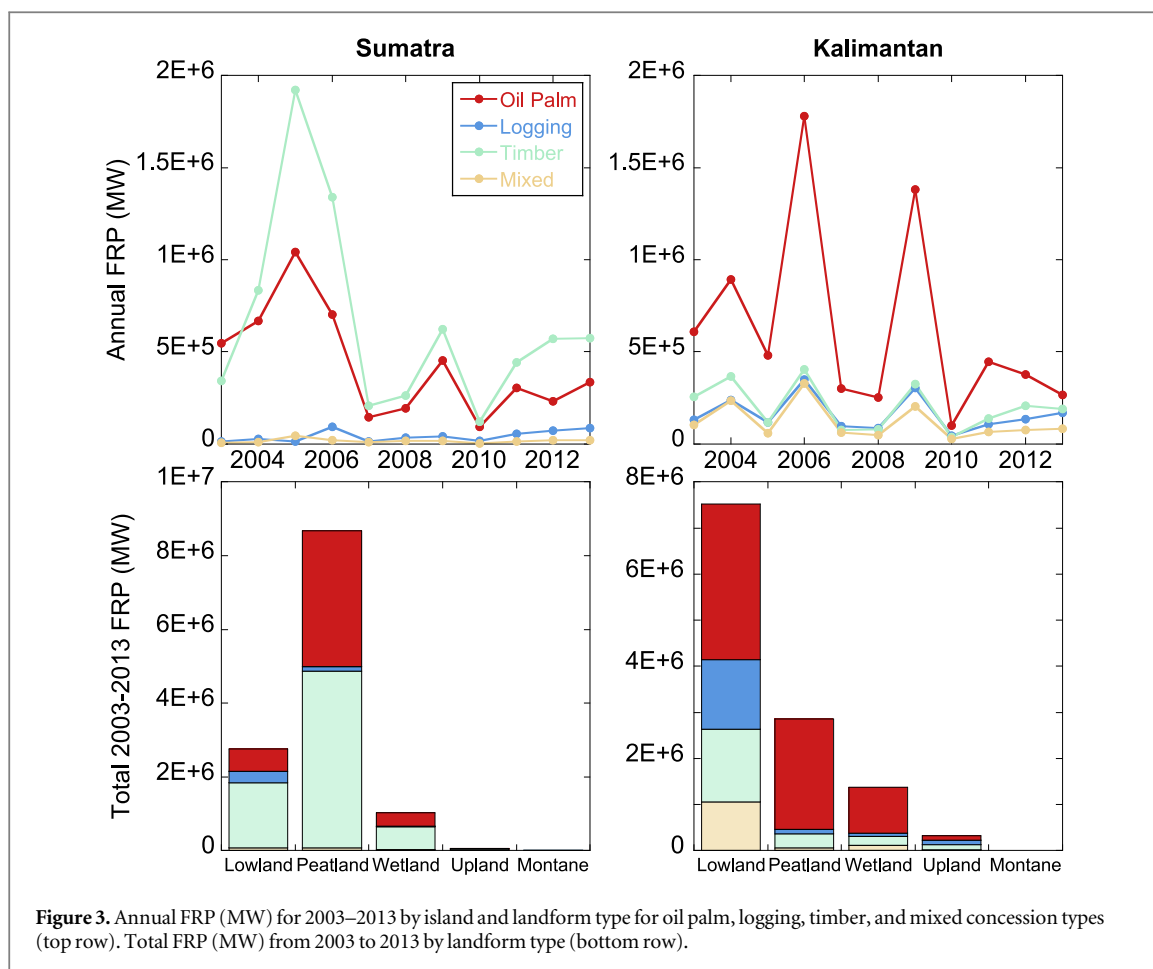 Sumatra
Kalimantan
2E+6
1.5E+6
1E+6
5E+5
0
Annual FRP (MW)
Oil Palm
Logging
Timber
Mixed
2004 2006 2008 2010 2012
2E+6
1.5E+6
1E+6
5E+5
0
2004 2006 2008 2010 2012
1E+7
8E+6
6E+6
4E+6
2E+6
0
Total 2003-2013 FRP (MW)
Lowland Peatland Wetland Upland Montane
8E+6
6E+6
4E+6
2E+6
0
Lowland Peatland Wetland Upland Montane
Figure 3. Annual FRP (MW) for 2003–2013 by island and landform type for oil palm, logging, timber, and mixed concession types
(top row). Total FRP (MW) from 2003 to 2013 by landform type (bottom row).